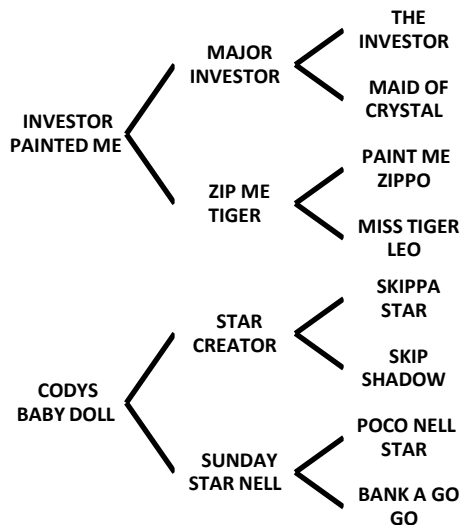 THE
INVESTOR
MAJOR
INVESTOR
MAID OF
CRYSTAL
INVESTOR
PAINTED ME
PAINT ME
ZIPPO
ZIP ME
TIGER
MISS TIGER
LEO
SKIPPA
STAR
STAR
CREATOR
SKIP
SHADOW
CODYS
BABY DOLL
POCO NELL
STAR
SUNDAY
STAR NELL
BANK A GO
GO